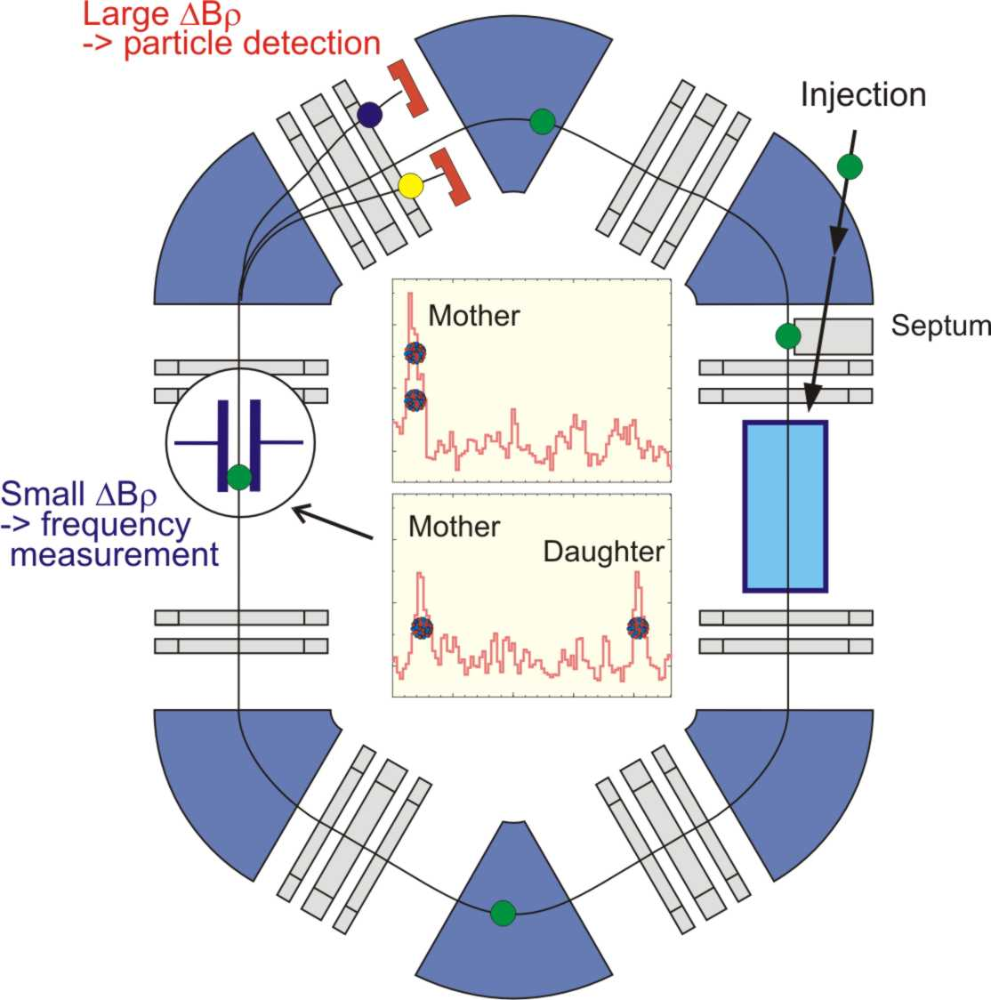 Large ΔBρ
-> particle detection
Injection
Mother
Septum
Small ΔBρ
-> frequency
measurement
Mother
Daughter